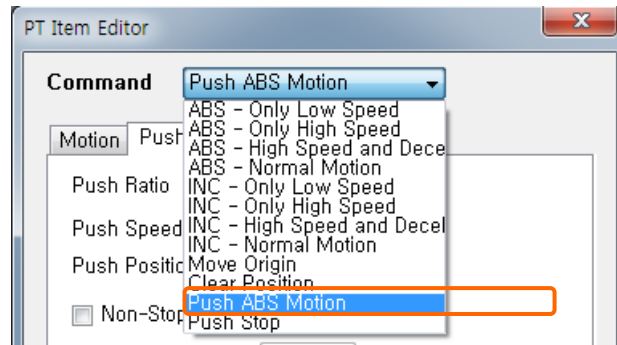 PT Item Editor
x
Command Push ABS Motion
ABS - Only Low Speed
ABS - Only High Speed
ABS - High Speed and Decel
ABS - Normal Motion
INC - Only Low Speed
INC - Only High Speed
INC - High Speed and Decel
INC - Normal Motion
Move Origin
Clear Position
Push ABS Motion
Push Stop
Motion Push
Push Ratio
Push Speed
Push Positio
Non-Stop